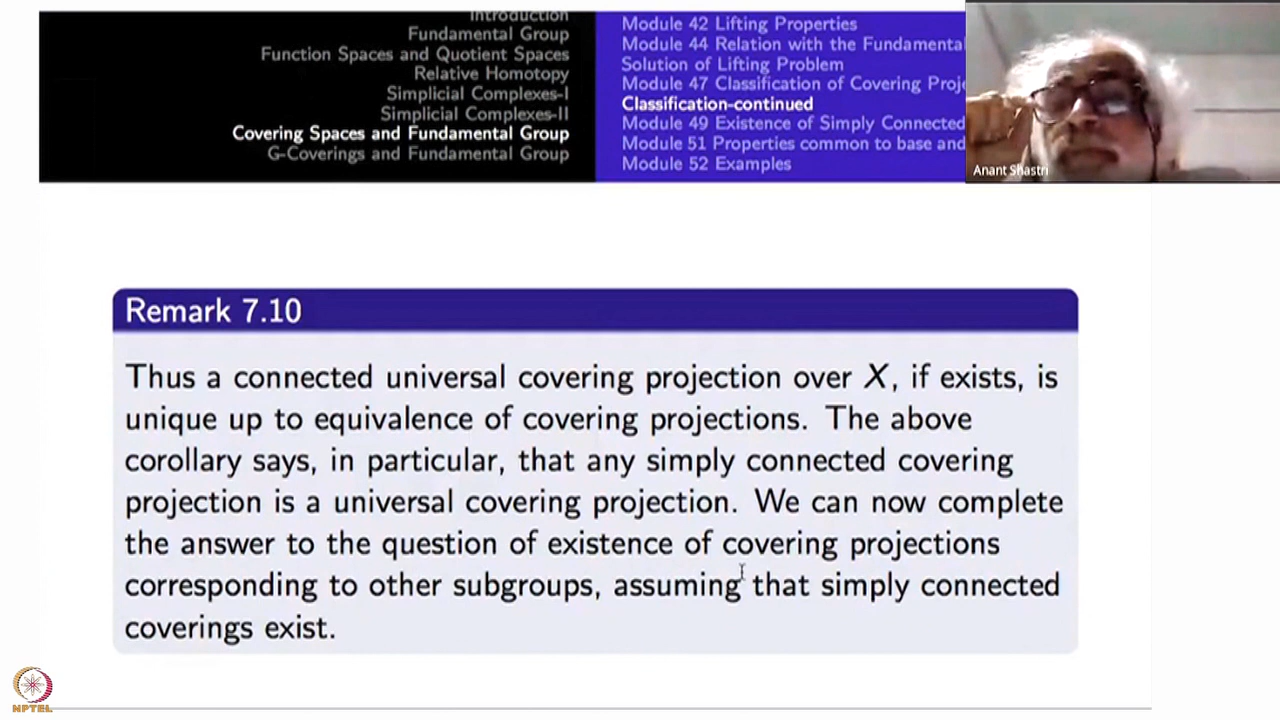 Introduction
Fundamental Group
Function Spaces and Quotient Spaces
Relative Homotopy
Simplicial Complexes-I
Simplicial Complexes-II
Covering Spaces and Fundamental Group
G-Coverings and Fundamental Group
Module 42 Lifting Properties
Module 44 Relation with the Fundamental
Solution of Lifting Problem
Module 47 Classification of Covering Proje
Classification-continued
Module 49 Existence of Simply Connected
Module 51 Properties common to base and
Module 52 Examples
Anant Shastri
Remark 7.10
Thus a connected universal covering projection over X, if exists, is
unique up to equivalence of covering projections. The above
corollary says, in particular, that any simply connected covering
projection is a universal covering projection. We can now complete
the answer to the question of existence of covering projections
corresponding to other subgroups, assuming that simply connected
coverings exist.
NPTEL